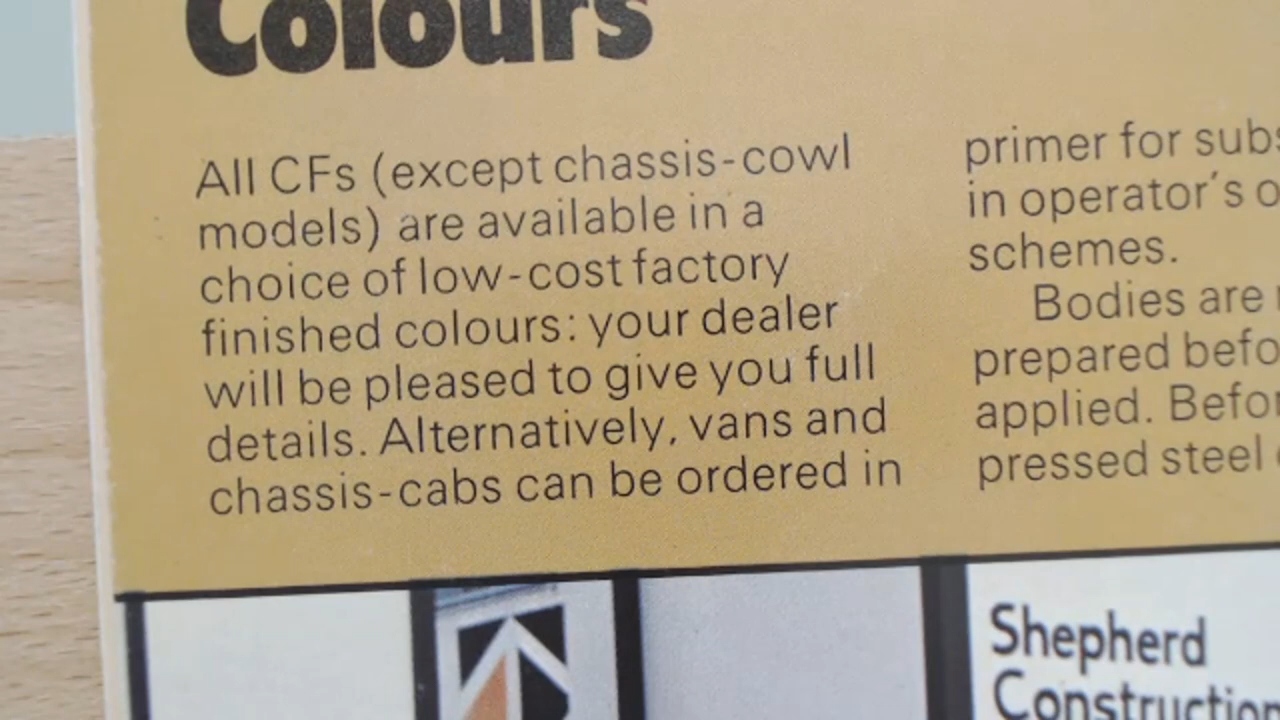 Colours
All CFs (except chassis-cowl
models) are available in a
choice of low-cost factory
finished colours: your dealer
will be pleased to give you full
details. Alternatively, vans and
chassis-cabs can be ordered in
primer for
in operator's
schemes.
Bodies are
prepared
applied.
pressed steel
Shepherd
Construction